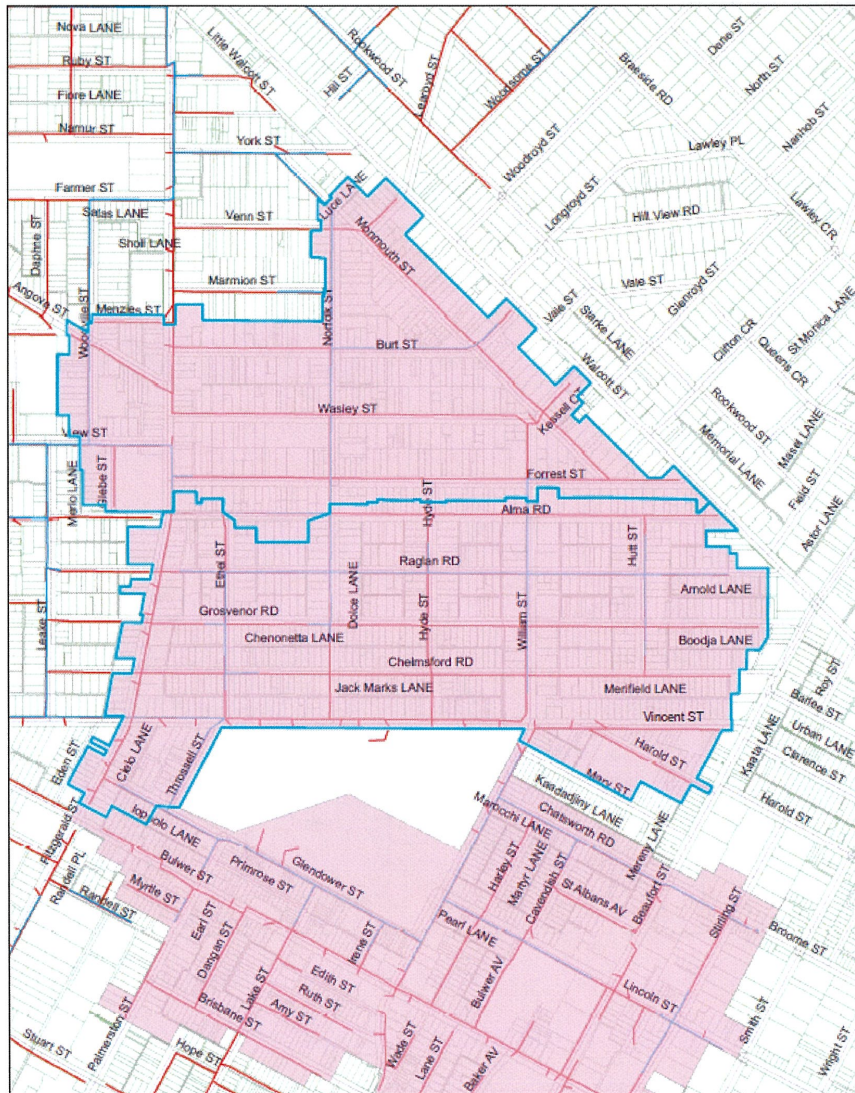 Nova LANE
Ruby ST
Fiore LANE
Namur ST
Little Walcott ST
Hill ST
Rookwood ST
Learoyd ST
Woodsome ST
Braeside RD
Dane ST
North ST
Nanhob ST
York ST
Woodroyd ST
Lawley PL
Farmer ST
Luce LANE
Longroyd ST
Hill View RD
Lawley CR
Daphne ST
Salas LANE
Venn ST
Monmouth ST
Sholl LANE
Marmion ST
Vale ST
Glenroyd ST
Angove ST
Woodville ST
Menzies ST
Norfolk ST
Vale ST
Starke LANE
Clifton CR
Queens CR
St Monica LANE
Burt ST
Walcott ST
Wasley ST
Kessell CT
Rookwood ST
Memorial LANE
Masel LANE
View ST
Merlo LANE
Glebe ST
Forrest ST
Field ST
Astor LANE
Hyde ST
Alma RD
Ethel ST
Raglan RD
Hutt ST
Dolce LANE
Arnold LANE
Leake ST
Grosvenor RD
Hyde ST
William ST
Chenonetta LANE
Boodja LANE
Chelmsford RD
Jack Marks LANE
Merifield LANE
Roy ST
Barlee ST
Vincent ST
Urban LANE
Eden ST
Cielo LANE
Throssell ST
Harold ST
Kaata LANE
Clarence ST
Mary ST
Kaadadjiny LANE
Harold ST
Fitzgerald ST
Ioppolo LANE
Marocchi LANE
Chatsworth RD
Mereny LANE
Bulwer ST
Primrose ST
Glendower ST
Harley ST
Martyr LANE
Cavendish ST
St Albans AV
Beaufort ST
Stirling ST
Randell PL
Randell ST
Myrtle ST
Earl ST
Dangan ST
Irene ST
Pearl LANE
Broome ST
Lake ST
Edith ST
Bulwer AV
Lincoln ST
Ruth ST
Amy ST
Brisbane ST
Palmerston ST
Smith ST
Stuart ST
Hope ST
Wade ST
Lane ST
Baker AV
Wright ST